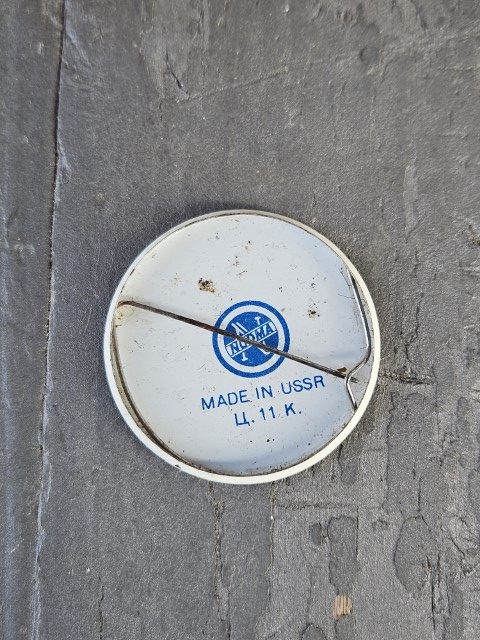 NORMA
MADE IN USSR
Ц. 11 К.